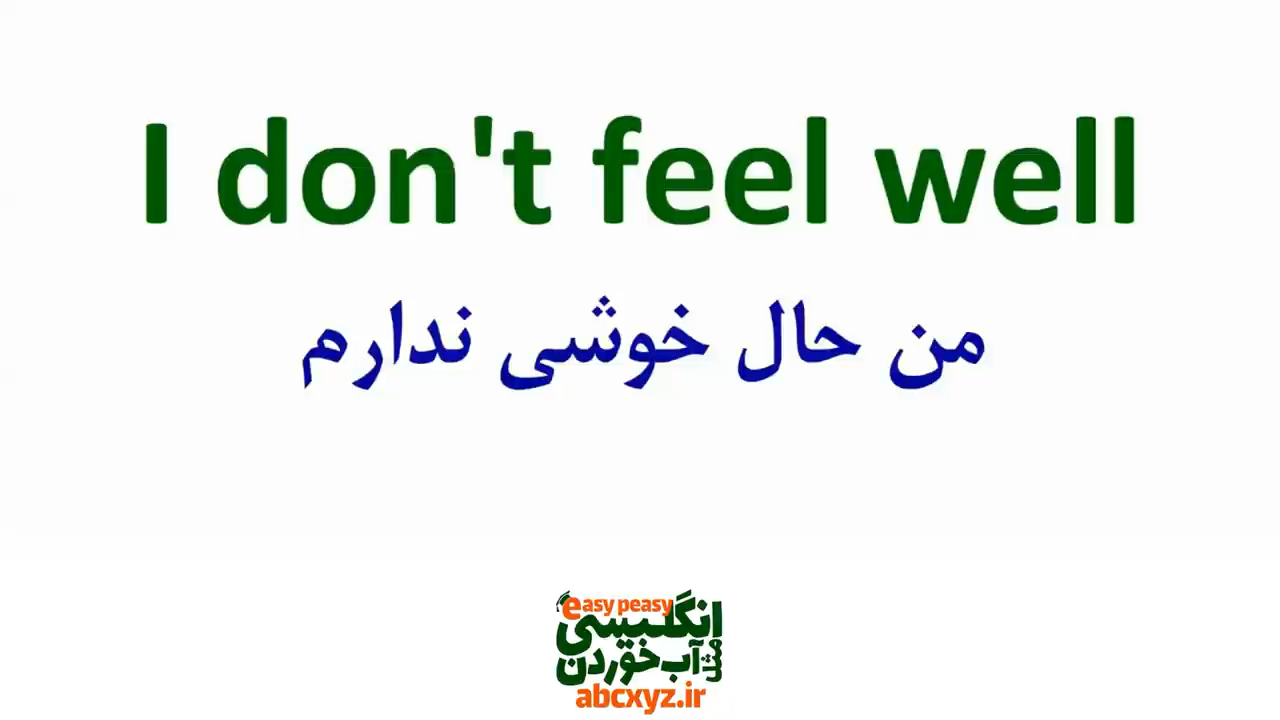 I don't feel well
من حال خوشی ندارم
easy peasy
انگلیسی
مثل آب خوردن
abcxyz.ir